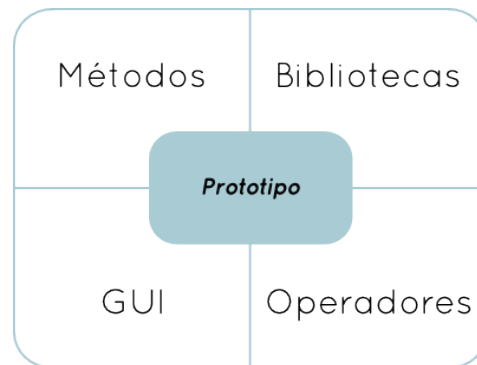 Métodos
Bibliotecas
Prototipo
GUI
Operadores